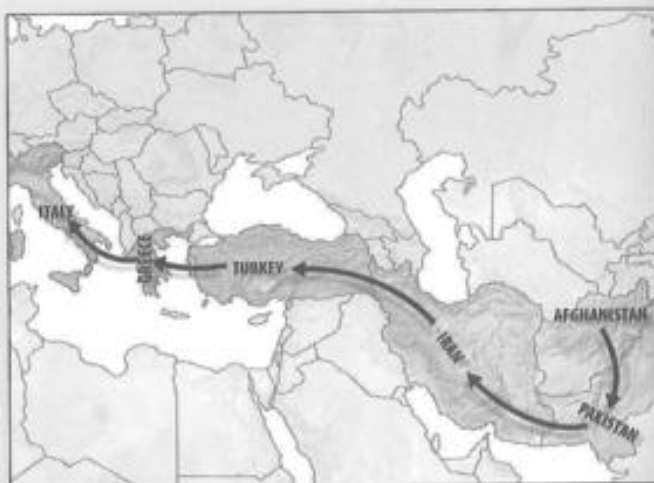 ITALY
GREECE
TURKEY
IRAN
AFGHANISTAN
PAKISTAN